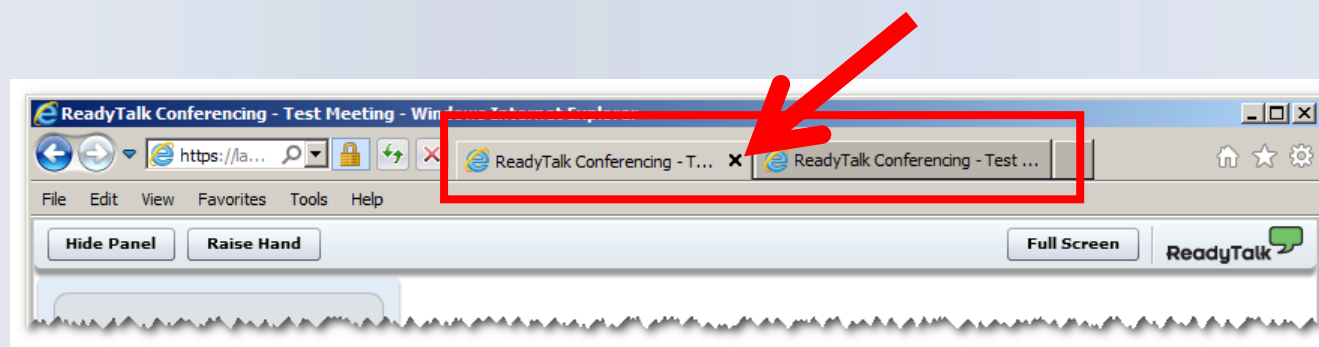 ReadyTalk Conferencing - Test Meeting - Windows Internet Explorer
https://la...
ReadyTalk Conferencing - T...
ReadyTalk Conferencing - Test ...
File Edit View Favorites Tools Help
Hide Panel Raise Hand Full Screen ReadyTalk